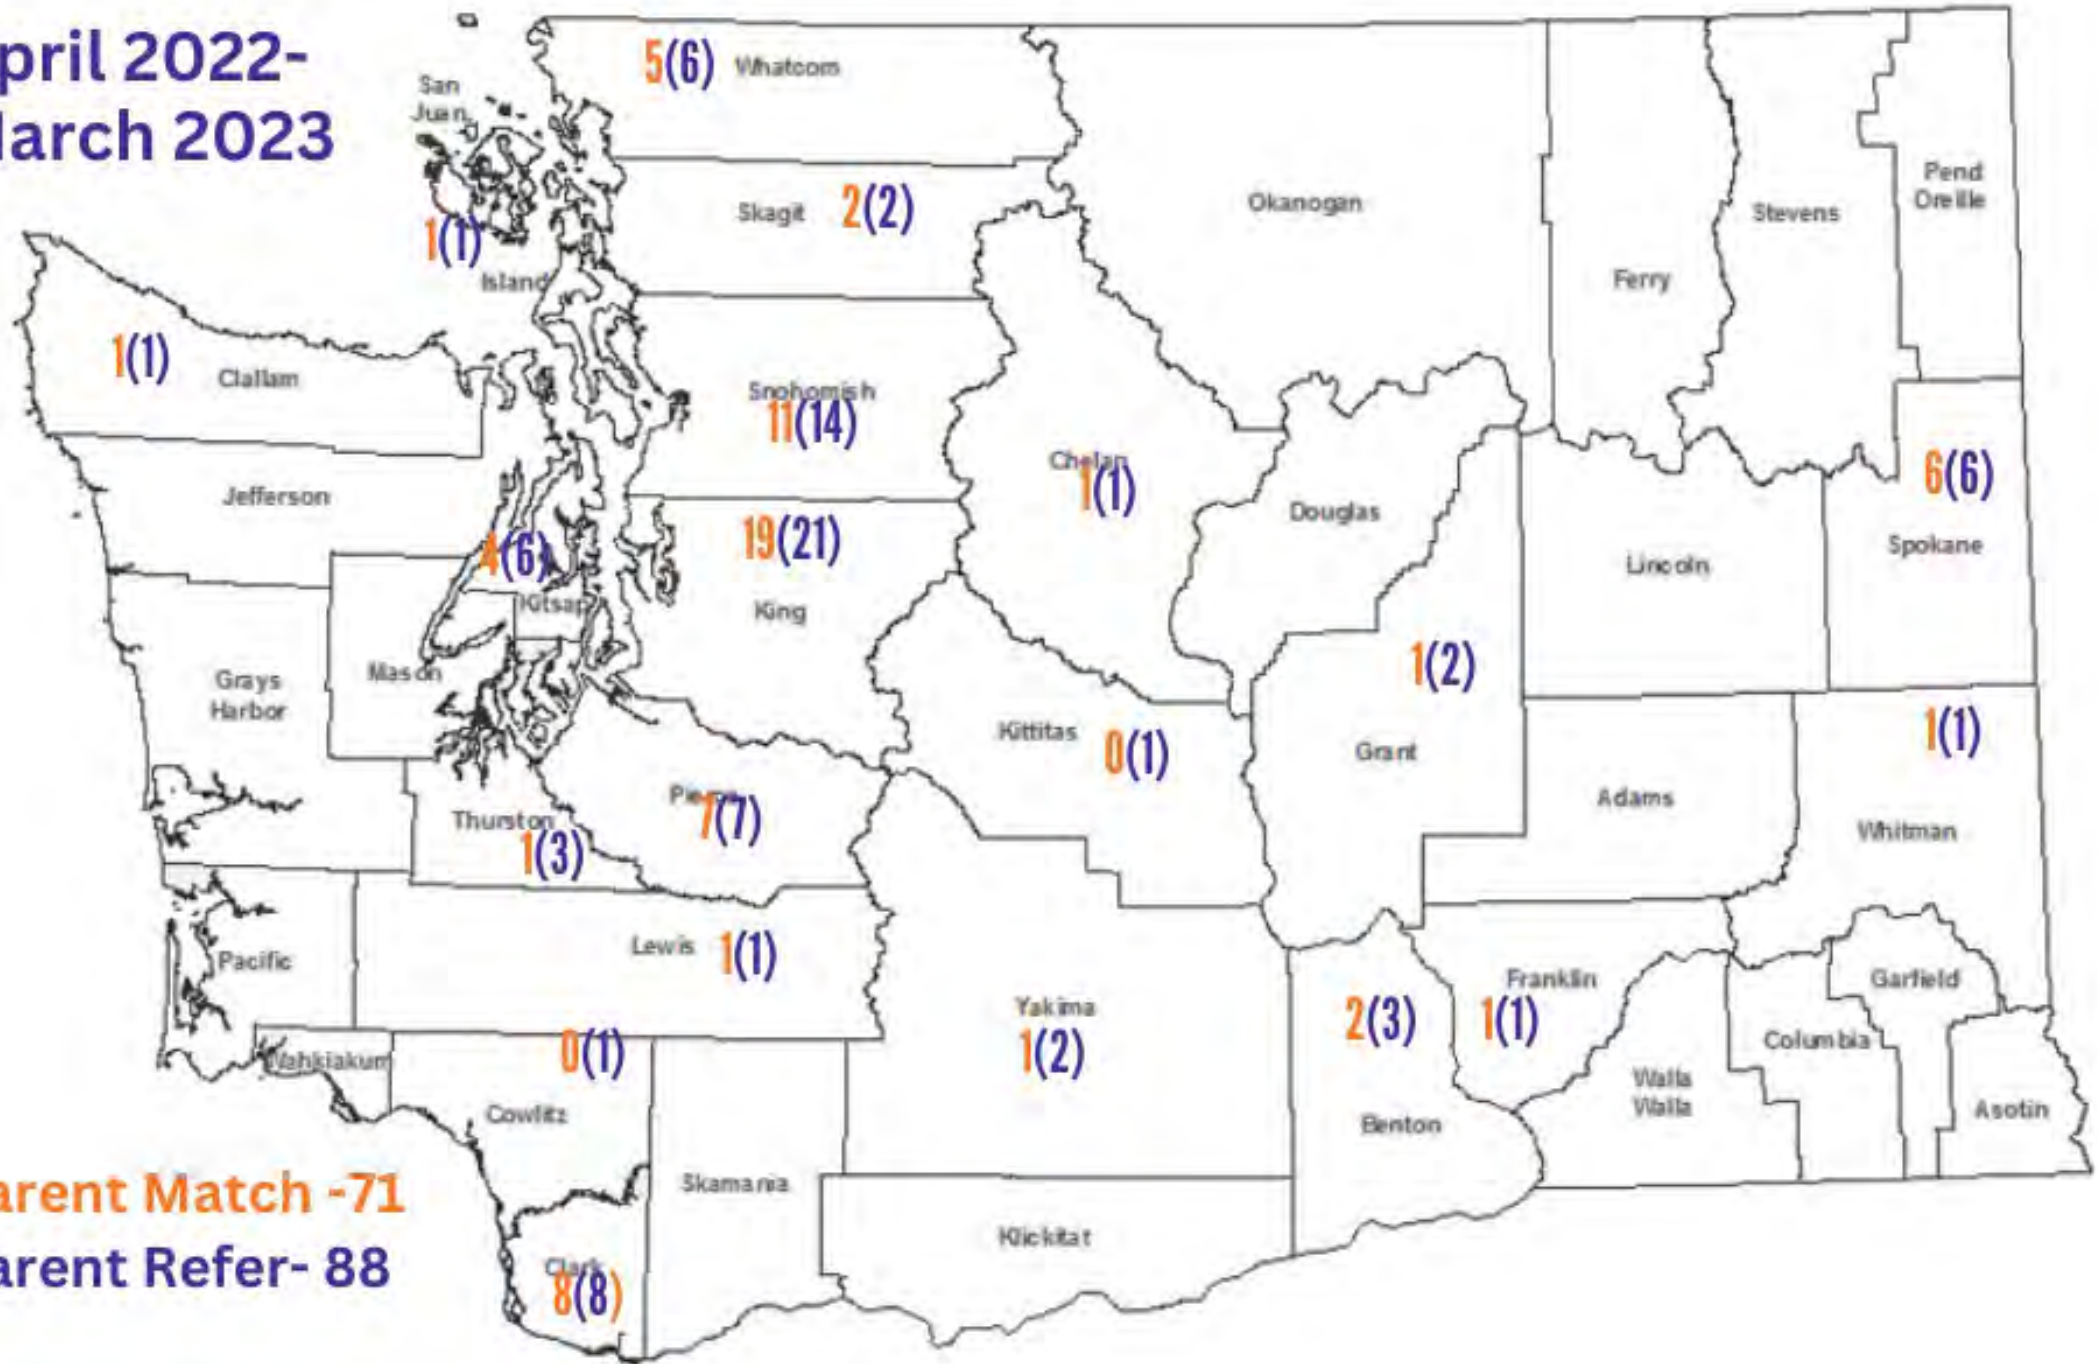 pril 2022-
March 2023
5(6) Whatcom
San
Juan
Skagit 2(2)
Okanogan
Pend
Oreille
Stevens
1(1)
Island
Ferry
1(1)
Clallam
Snohomish
11(14)
Chelan
1(1)
6(6)
Jefferson
Douglas
19(21)
Spokane
4(6)
Lincoln
Kitsap
King
1(2)
Mason
Grays
Harbor
Kittitas 0(1)
Grant
1(1)
Adams
Whitman
Pierce
7(7)
Thurston
1(3)
Lewis 1(1)
Pacific
Franklin
1(1)
Garfield
Yakima
1(2)
2(3)
0(1)
Columbia
Wahkiakum
Walla
Walla
Cowlitz
Benton
Asotin
arent Match -71
Skamania
Klickitat
arent Refer- 88
Clark
8(8)